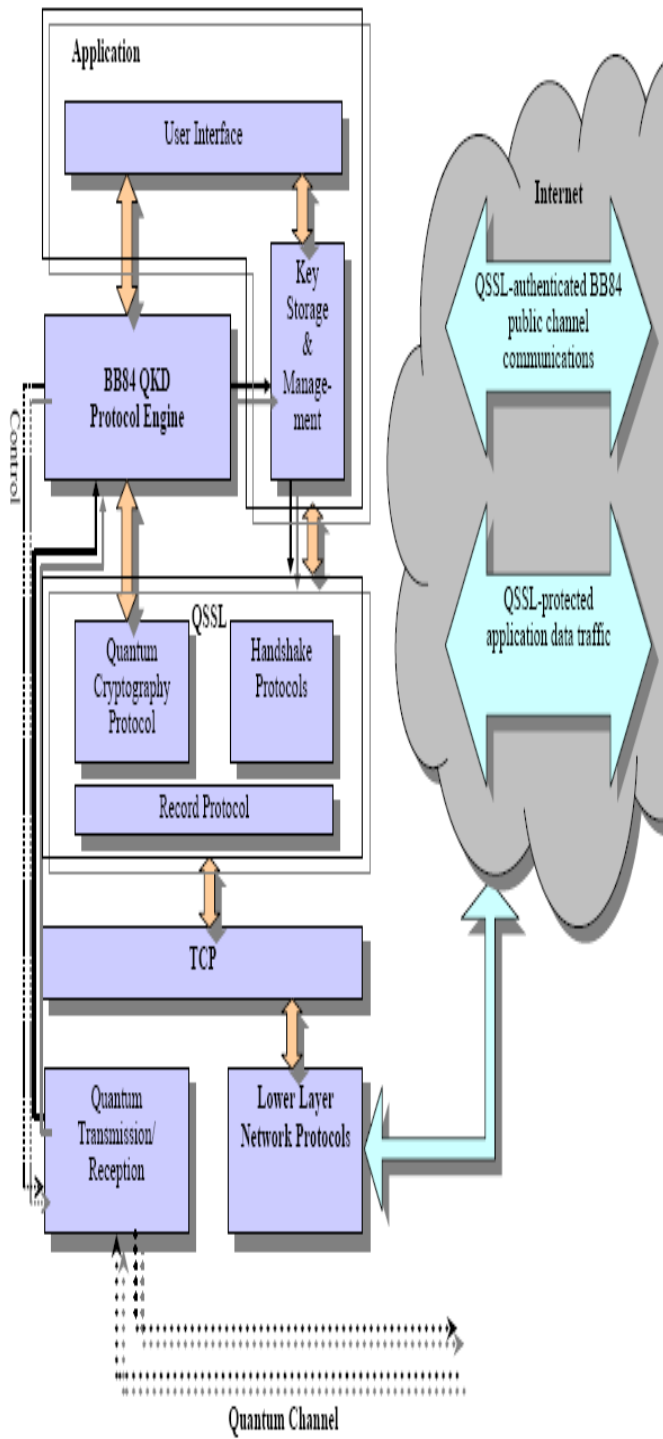 Application
User Interface
Key
Storage
&
Manage-
ment
BB84 QKD
Protocol Engine
Control
QSSL
Quantum
Cryptography
Protocol
Handshake
Protocols
Record Protocol
TCP
Quantum
Transmission/
Reception
Lower Layer
Network Protocols
Quantum Channel
Internet
QSSL-authenticated BB84
public channel
communications
QSSL-protected
application data traffic